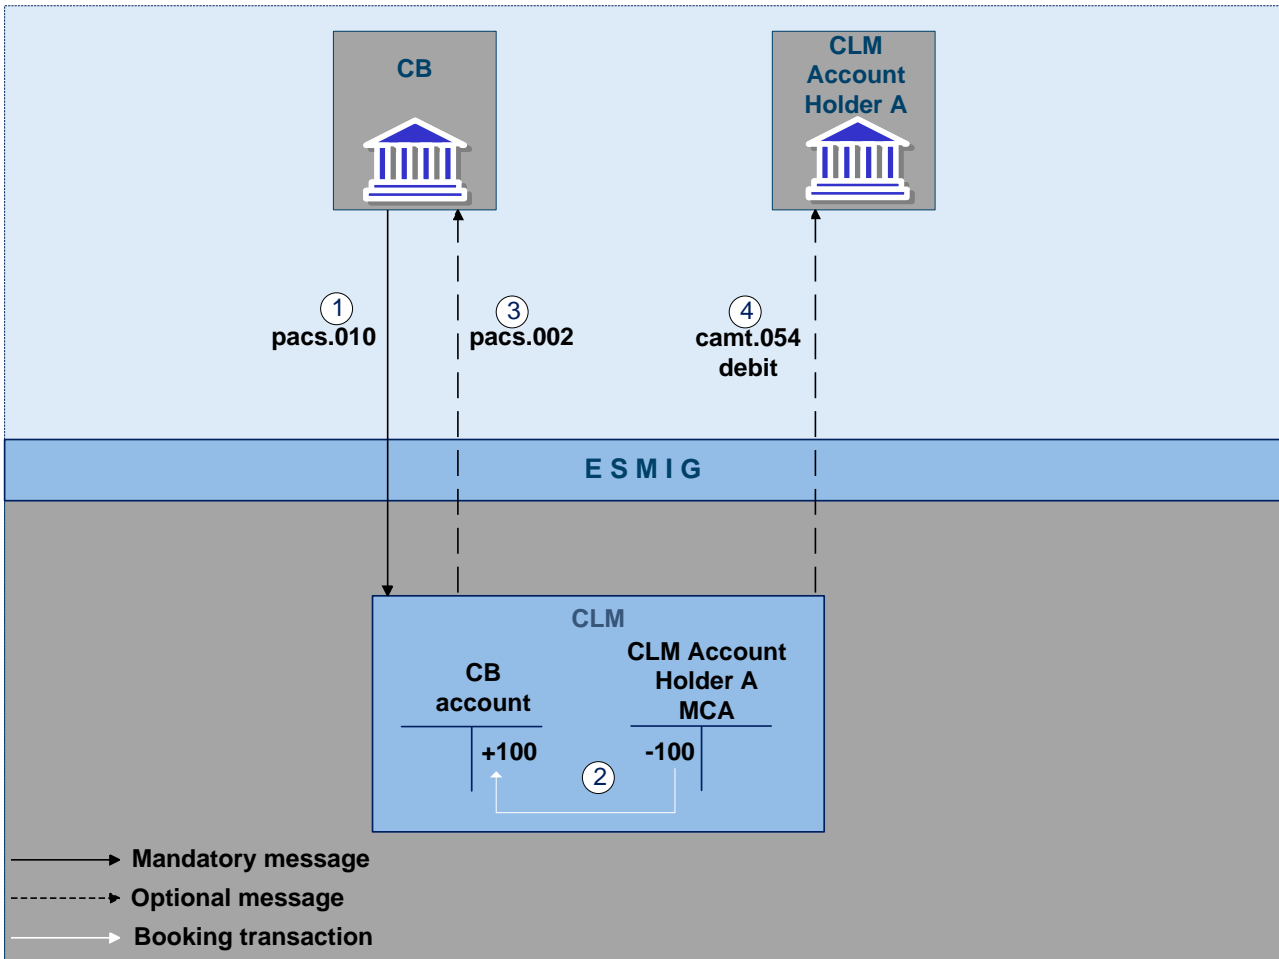 CB
CLM
Account
Holder A
1
pacs.010
3
pacs.002
4
camt.054
debit
E S M I G
CLM
CB
account
CLM Account
Holder A
MCA
+100
-100
2
Mandatory message
Optional message
Booking transaction